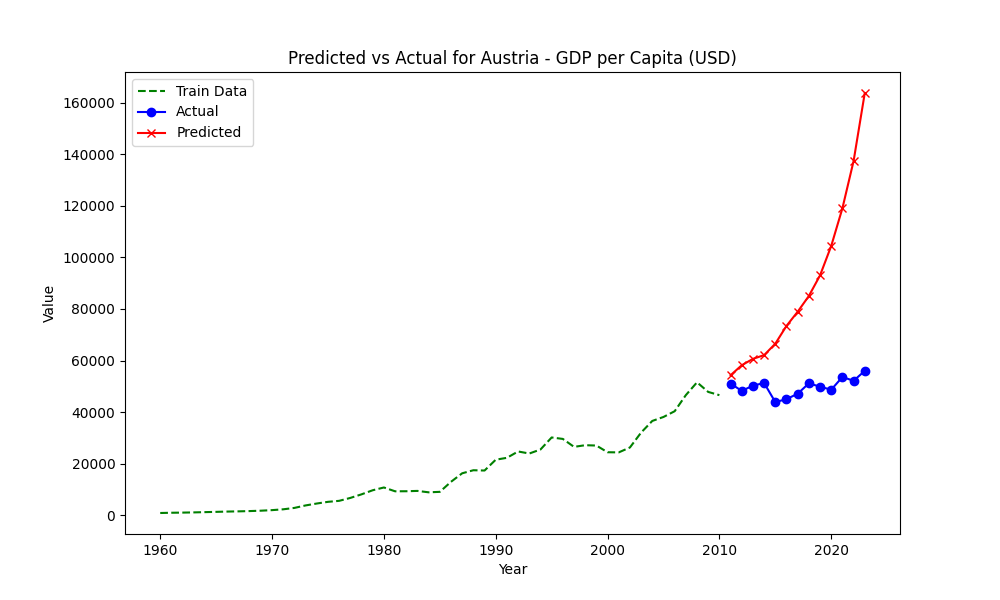 Predicted vs Actual for Austria - GDP per Capita (USD)
Train Data
Actual
Predicted
160000
140000
120000
100000
80000
60000
40000
20000
0
Value
1960 1970 1980 1990 2000 2010 2020
Year